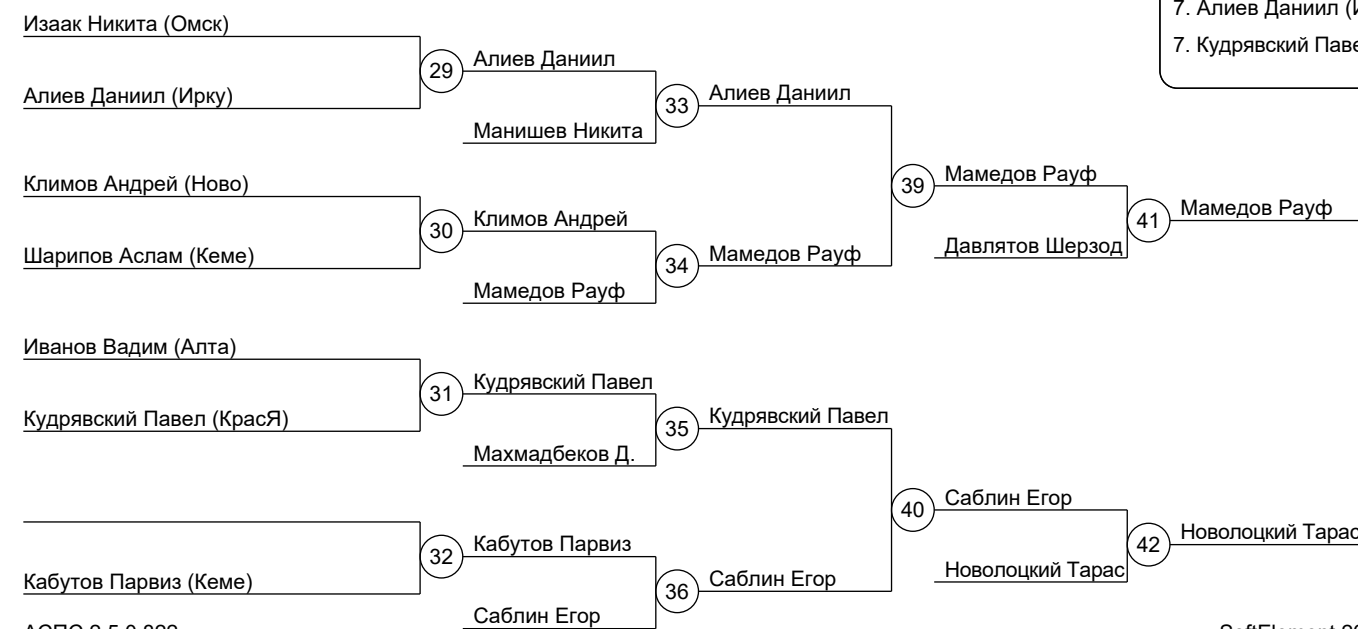 7. Алиев Даниил
7. Кудрявский
Изаак Никита (Омск)
29
Алиев Даниил
Алиев Даниил (Ирку)
33
Алиев Даниил
Манишев Никита
Климов Андрей (Ново)
39
Мамедов Рауф
30
Климов Андрей
41
Мамедов Рауф
Шарипов Аслам (Кеме)
34
Мамедов Рауф
Давлятов Шерзод
Мамедов Рауф
Иванов Вадим (Алта)
31
Кудрявский Павел
Кудрявский Павел (КрасЯ)
35
Кудрявский Павел
Махмадбеков Д.
40
Саблин Егор
32
Кабутов Парвиз
42
Новолоцкий Тарас
Кабутов Парвиз (Кеме)
36
Саблин Егор
Новолоцкий Тарас
Саблин Егор